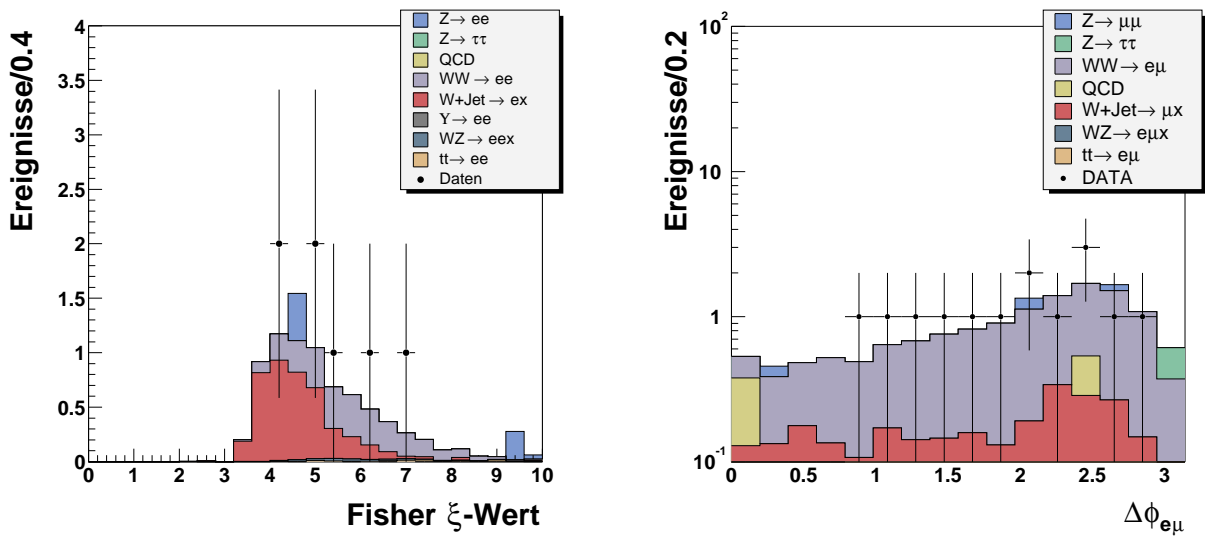 Ereignisse/0.4
4
3.5
3
2.5
2
1.5
1
0.5
0
0 1 2 3 4 5 6 7 8 9 10
Fisher ξ-Wert
Z→ ee
Z→ ττ
QCD
WW→ ee
W+Jet→ ex
Υ→ ee
WZ→ eex
tt→ ee
Daten
Ereignisse/0.2
10²
10
1
10⁻¹
0 0.5 1 1.5 2 2.5 3
Δϕeμ
Z→ μμ
Z→ ττ
WW→ eμ
QCD
W+Jet→ μx
WZ→ eμx
tt→ eμ
DATA